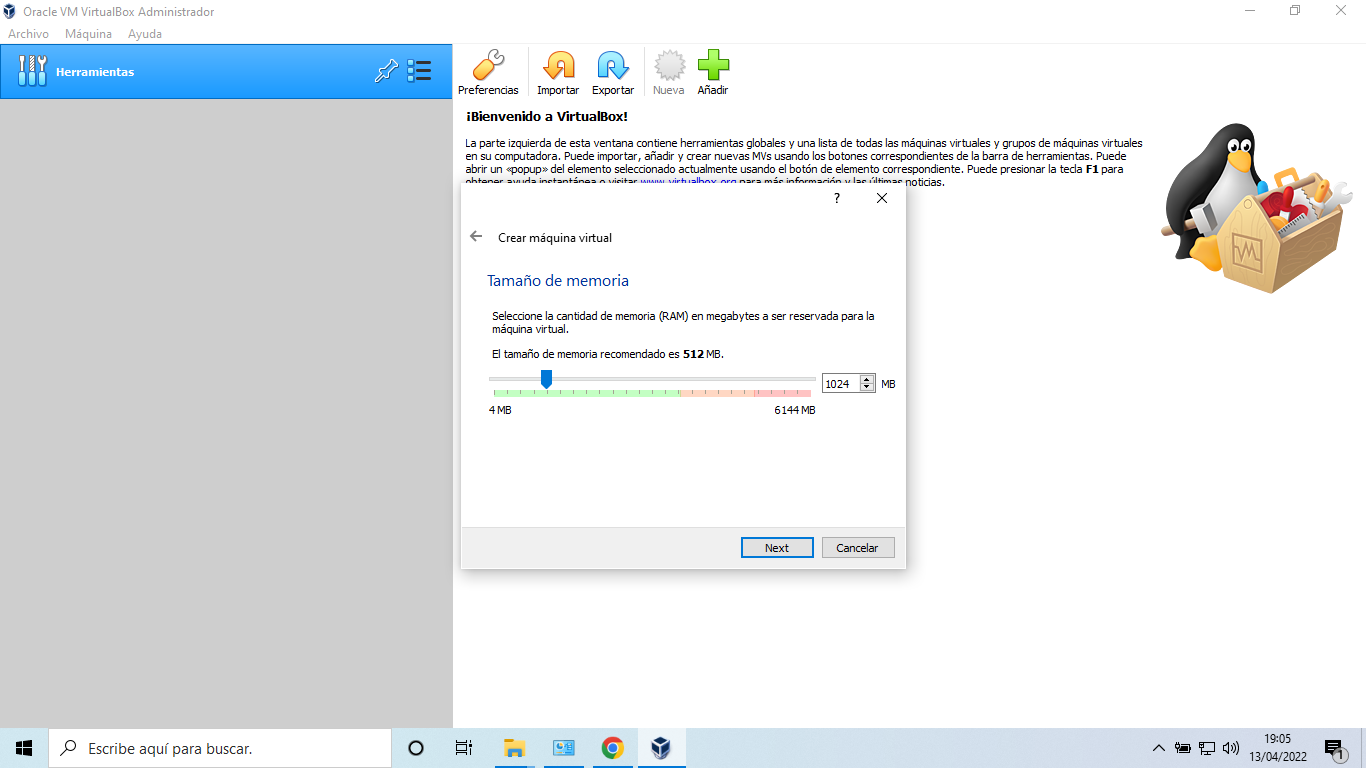 Oracle VM VirtualBox Administrador
Archivo Máquina Ayuda
Herramientas
Preferencias Importar Exportar Nueva Añadir
¡Bienvenido a VirtualBox!
La parte izquierda de esta ventana contiene herramientas globales y una lista de todas las máquinas virtuales y grupos de máquinas virtuales
en su computadora. Puede importar, añadir y crear nuevas MVs usando los botones correspondientes de la barra de herramientas. Puede
abrir un «popup» del elemento seleccionado actualmente usando el botón de elemento correspondiente. Puede presionar la tecla F1 para
obtener ayuda instantánea o visitar www.virtualbox.org para más información y las últimas noticias.
?
Crear máquina virtual
Tamaño de memoria
Seleccione la cantidad de memoria (RAM) en megabytes a ser reservada para la
máquina virtual.
El tamaño de memoria recomendado es 512 MB.
1024 MB
4 MB 6144 MB
Next Cancelar
Escribe aquí para buscar.
19:05
13/04/2022
1